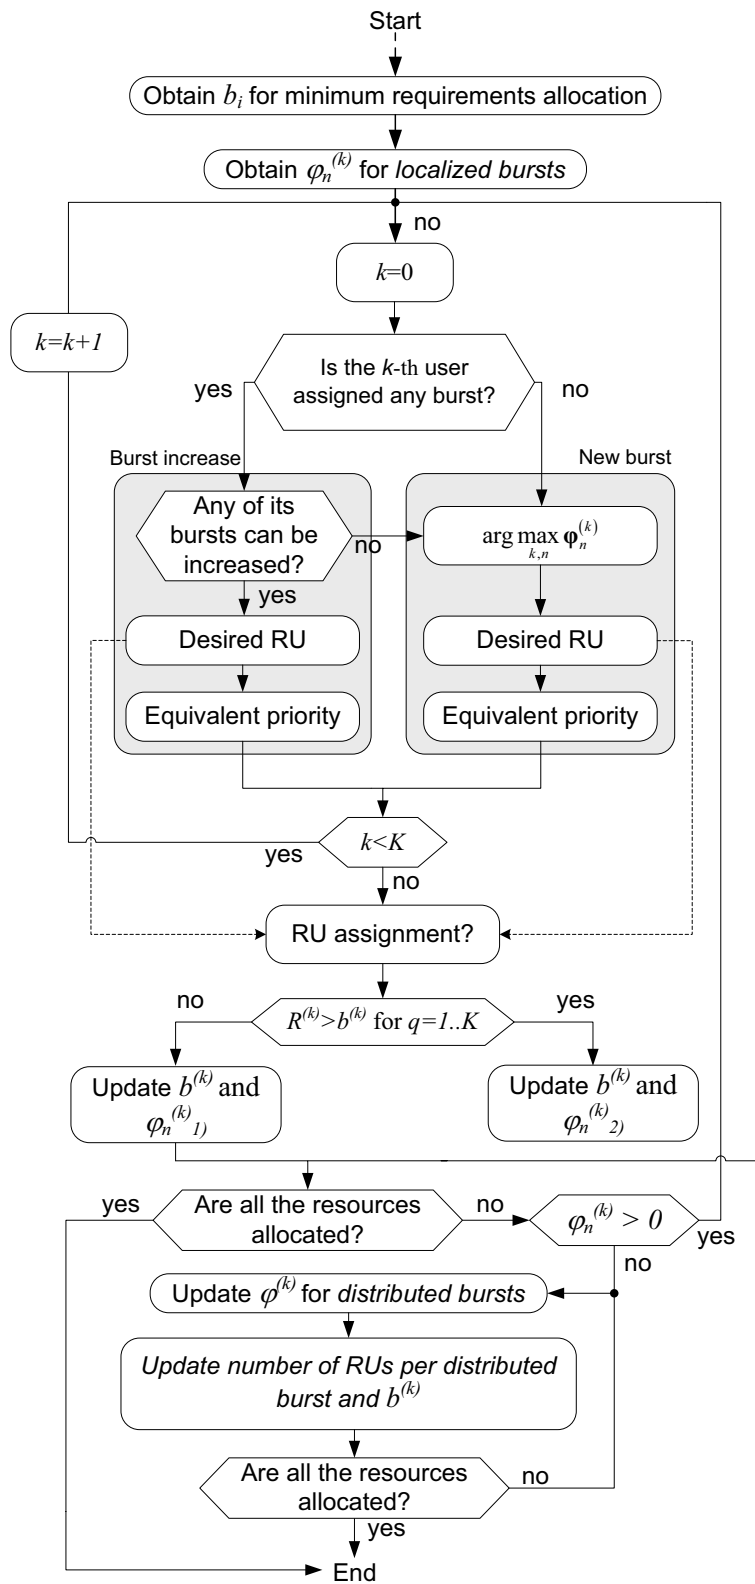 Start
Obtain b_i for minimum requirements allocation
Obtain φ_n^(k) for localized bursts
no
k=0
k=k+1
Is the k-th user
assigned any burst?
yes
no
Burst increase
New burst
Any of its
bursts can be
increased?
no
yes
arg max φ_n^(k)
k,n
Desired RU
Desired RU
Equivalent priority
Equivalent priority
k<K
yes
no
RU assignment?
R^(k)>b^(k) for q=1..K
no
yes
Update b^(k) and
φ_n^(k) 1)
Update b^(k) and
φ_n^(k) 2)
Are all the resources
allocated?
yes
no
φ_n^(k) > 0
yes
no
Update φ^(k) for distributed bursts
Update number of RUs per distributed
burst and b^(k)
Are all the resources
allocated?
no
yes
End